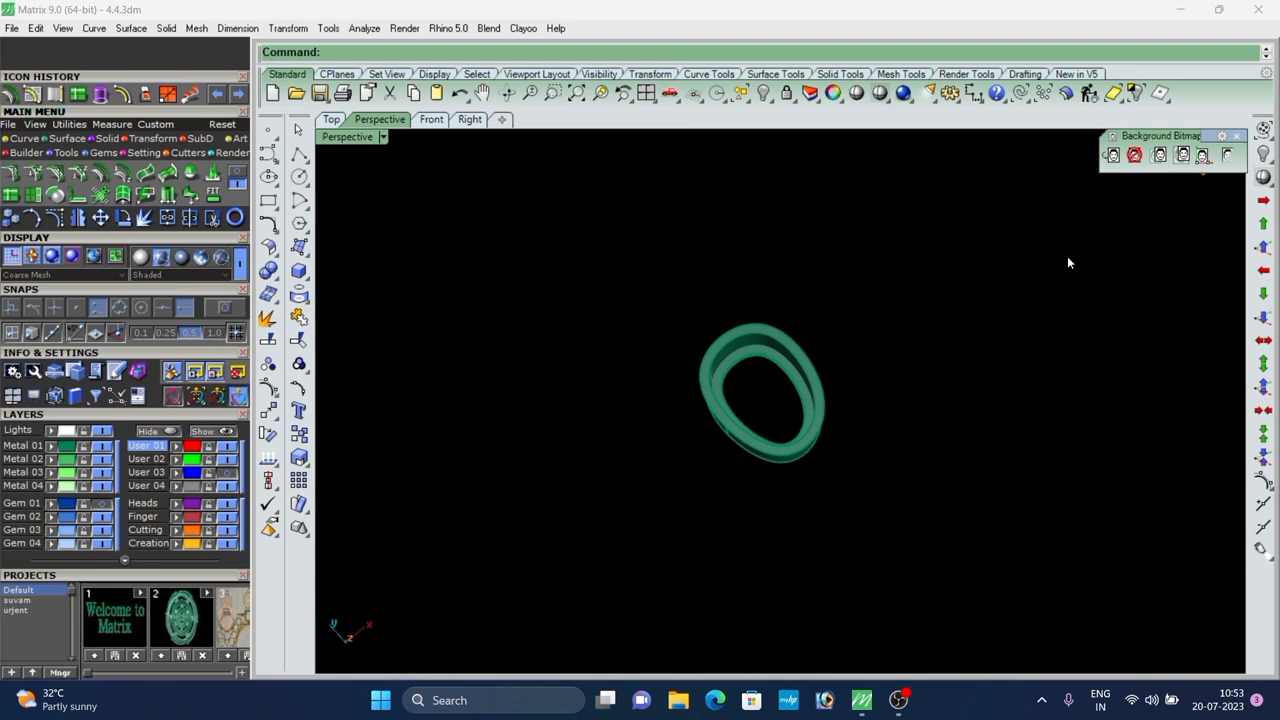 Matrix 9.0 (64-bit) - 4.4.3dm
File Edit View Curve Surface Solid Mesh Dimension Transform Tools Analyze Render Rhino 5.0 Blend Clayoo Help
Command:
Standard CPlanes Set View Display Select Viewport Layout Visibility Transform Curve Tools Surface Tools Solid Tools Mesh Tools Render Tools Drafting New in V5
Top Perspective Front Right
Perspective
Background Bitmap
ICON HISTORY
MAIN MENU
File View Utilities Measure Custom Reset
Curve Surface Solids Transform SubD Art
Builder Tools Gems Setting Cutters Render
FIT
DISPLAY
Coarse Mesh Shaded
SNAPS
0.1 0.25 0.5 1.0
INFO & SETTINGS
LAYERS
Lights Hide Show
Metal 01 User 01
Metal 02 User 02
Metal 03 User 03
Metal 04 User 04
Gem 01 Heads
Gem 02 Finger
Gem 03 Cutting
Gem 04 Creation
PROJECTS
Default
suvam
urjent
1 2 3
Welcome to
Matrix
Mngr
y x
z
32°C
Partly sunny
Search
ENG
IN
10:53
20-07-2023
3